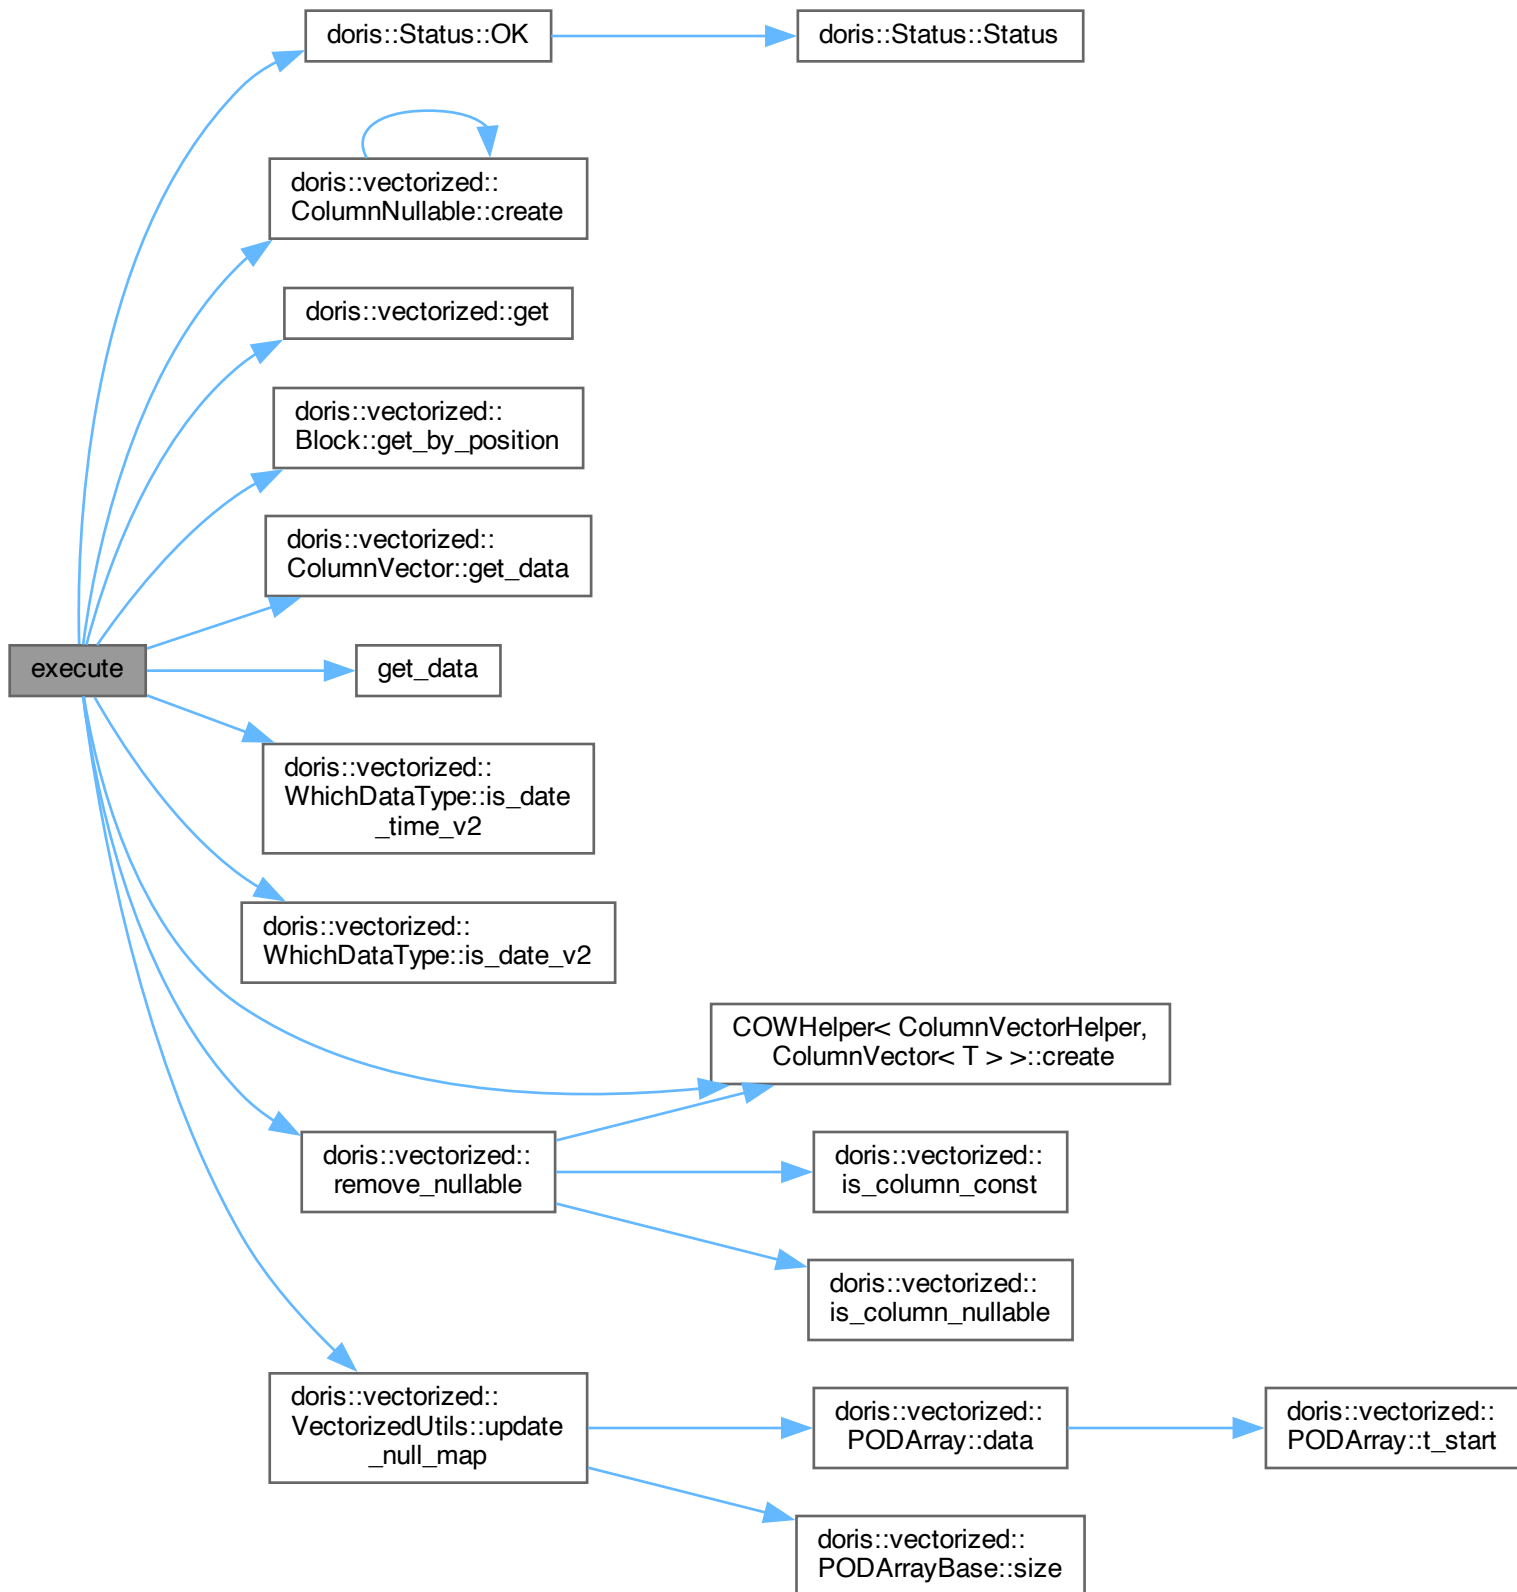 doris::Status::OK
doris::Status::Status
doris::vectorized::
ColumnNullable::create
doris::vectorized::get
doris::vectorized::
Block::get_by_position
doris::vectorized::
ColumnVector::get_data
execute
get_data
doris::vectorized::
WhichDataType::is_date
_time_v2
doris::vectorized::
WhichDataType::is_date_v2
COWHelper< ColumnVectorHelper,
ColumnVector< T > >::create
doris::vectorized::
remove_nullable
doris::vectorized::
is_column_const
doris::vectorized::
is_column_nullable
doris::vectorized::
VectorizedUtils::update
_null_map
doris::vectorized::
PODArray::data
doris::vectorized::
PODArray::t_start
doris::vectorized::
PODArrayBase::size